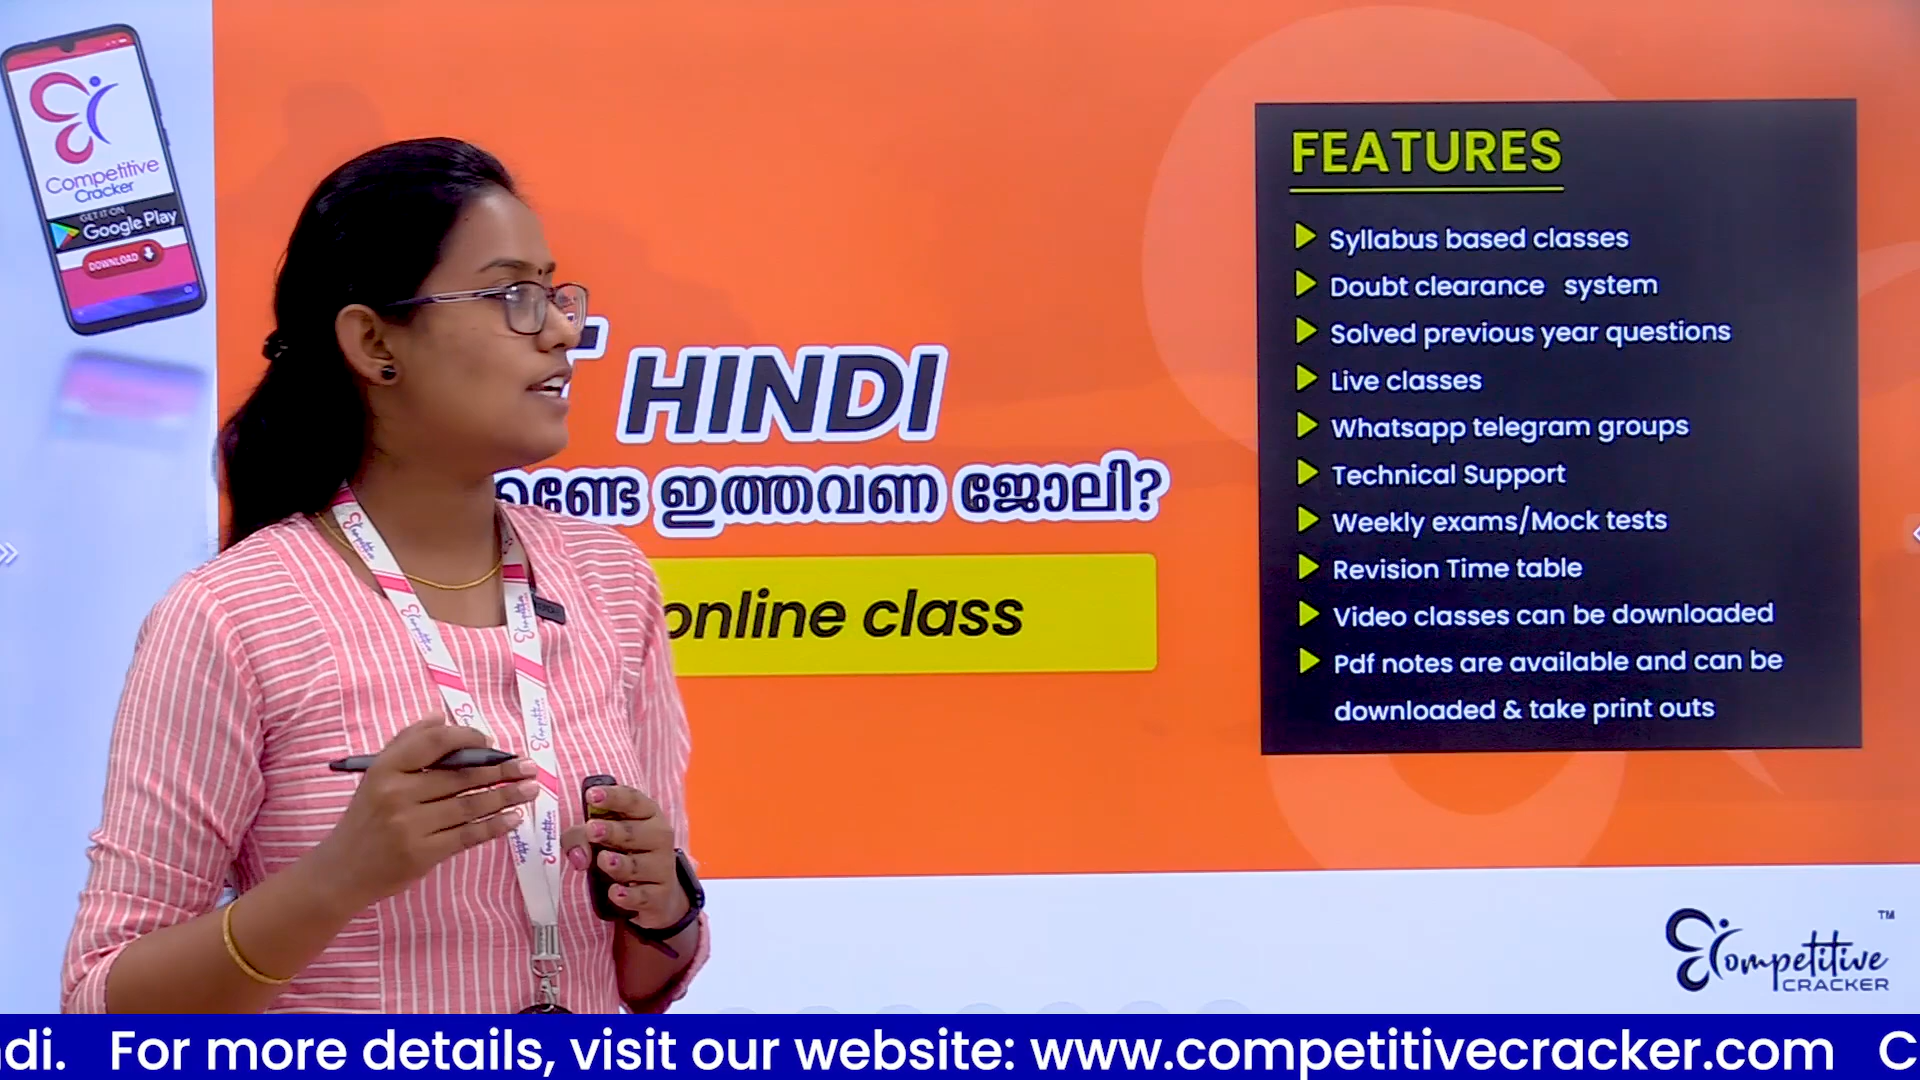 Competitive
Cracker
GET IT ON
Google Play
DOWNLOAD
HINDI
ഇത്തവണ ജോലി?
online class
FEATURES
Syllabus based classes
Doubt clearance system
Solved previous year questions
Live classes
Whatsapp telegram groups
Technical Support
Weekly exams/Mock tests
Revision Time table
Video classes can be downloaded
Pdf notes are available and can be
downloaded & take print outs
Competitive
CRACKER
TM
For more details, visit our website: www.competitivecracker.com